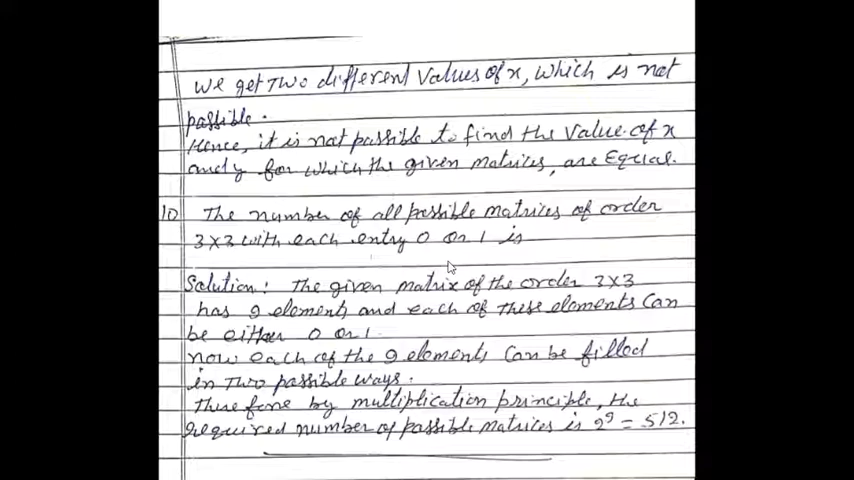 we get two different values of x, which is not
possible.
Hence, it is not possible to find the value of x
and y for which the given matrices, are Equal.
10 The number of all possible matrices of order
3×3 with each entry 0 or 1 is
Solution: The given matrix of the order 3×3
has 9 elements and each of these elements can
be either 0 or 1.
now each of the 9 elements can be filled
in two possible ways.
Therefore by multiplication principle, the
required number of possible matrices is 2⁹ = 512.